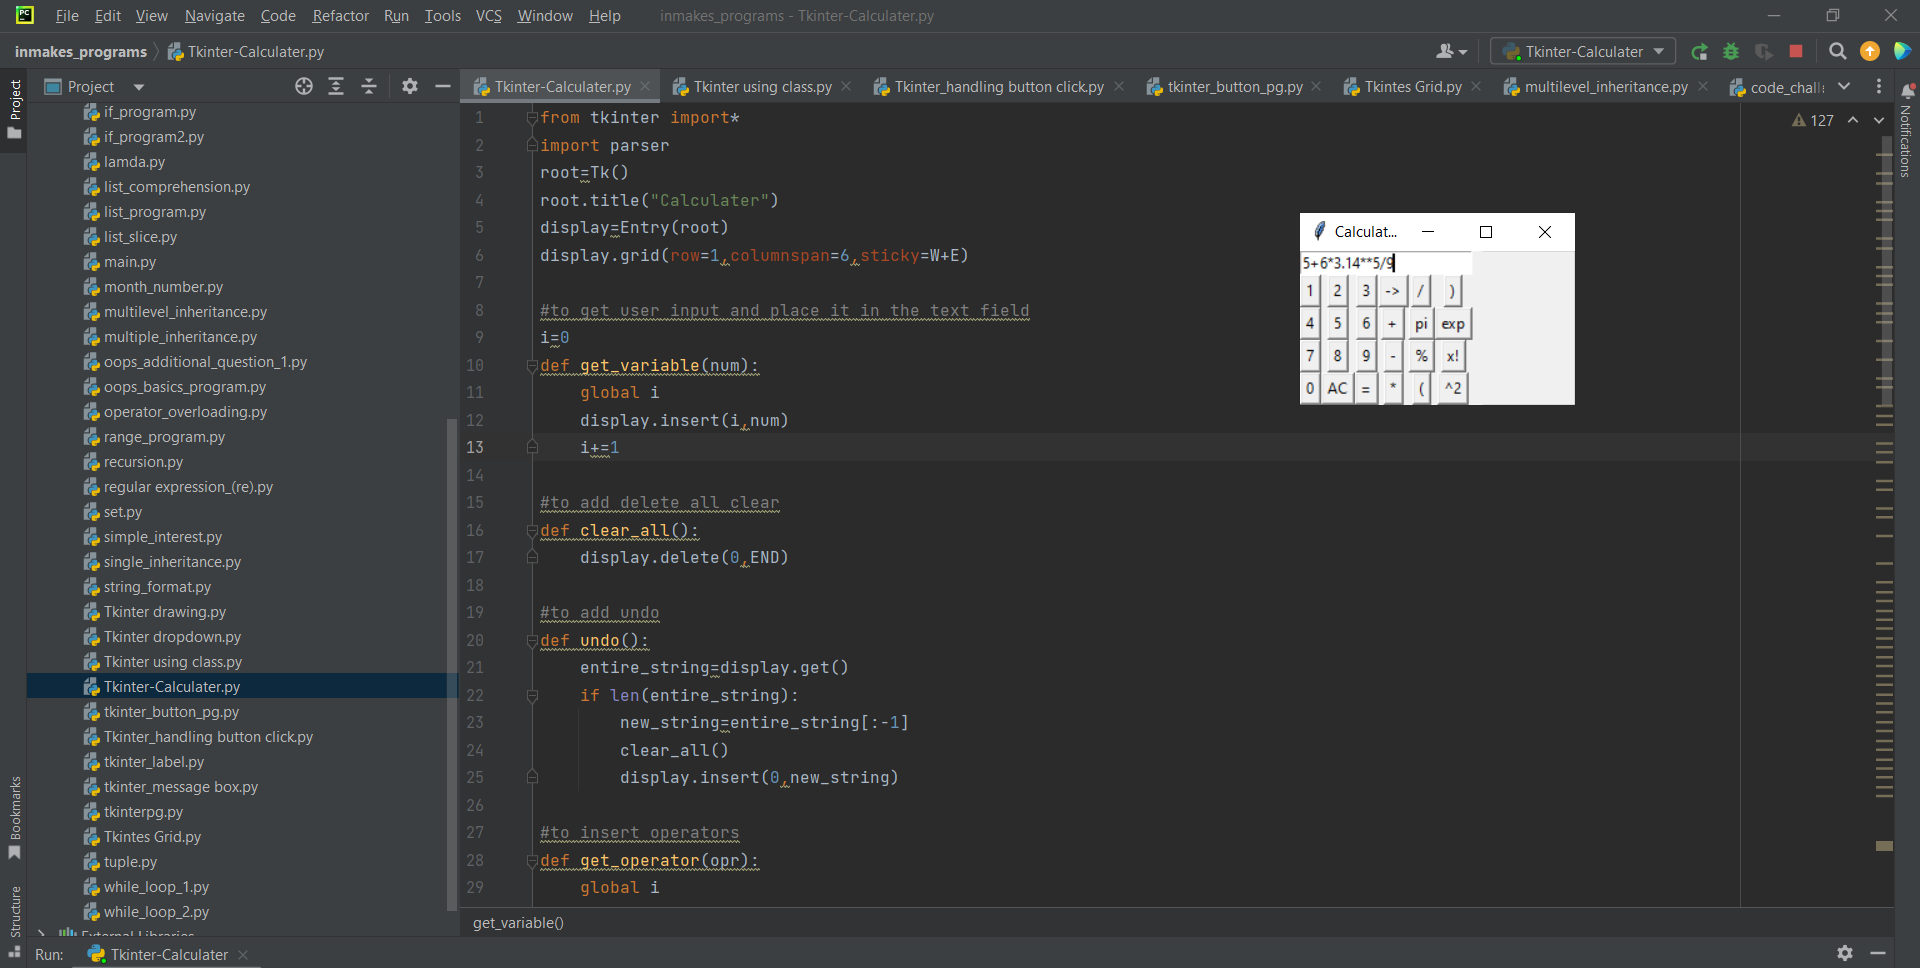 File Edit View Navigate Code Refactor Run Tools VCS Window Help inmakes_programs - Tkinter-Calculater.py
inmakes_programs Tkinter-Calculater.py Tkinter-Calculater
Project
Tkinter-Calculater.py Tkinter using class.py Tkinter_handling button click.py tkinter_button_pg.py Tkintes Grid.py multilevel_inheritance.py code_chall
Project
Notifications
Bookmarks
Structure
if_program.py
if_program2.py
lamda.py
list_comprehension.py
list_program.py
list_slice.py
main.py
month_number.py
multilevel_inheritance.py
multiple_inheritance.py
oops_additional_question_1.py
oops_basics_program.py
operator_overloading.py
range_program.py
recursion.py
regular expression_(re).py
set.py
simple_interest.py
single_inheritance.py
string_format.py
Tkinter drawing.py
Tkinter dropdown.py
Tkinter using class.py
Tkinter-Calculater.py
tkinter_button_pg.py
Tkinter_handling button click.py
tkinter_label.py
tkinter_message box.py
tkinterpg.py
Tkintes Grid.py
tuple.py
while_loop_1.py
while_loop_2.py
External Libraries
127
1 from tkinter import*
2 import parser
3 root=Tk()
4 root.title("Calculater")
5 display=Entry(root)
6 display.grid(row=1,columnspan=6,sticky=W+E)
7
8 #to get user input and place it in the text field
9 i=0
10 def get_variable(num):
11 global i
12 display.insert(i,num)
13 i+=1
14
15 #to add delete all clear
16 def clear_all():
17 display.delete(0,END)
18
19 #to add undo
20 def undo():
21 entire_string=display.get()
22 if len(entire_string):
23 new_string=entire_string[:-1]
24 clear_all()
25 display.insert(0,new_string)
26
27 #to insert operators
28 def get_operator(opr):
29 global i
Calculat...
5+6*3.14**5/9
1 2 3 -> / )
4 5 6 + pi exp
7 8 9 - % x!
0 AC = * ( ^2
get_variable()
Run: Tkinter-Calculater